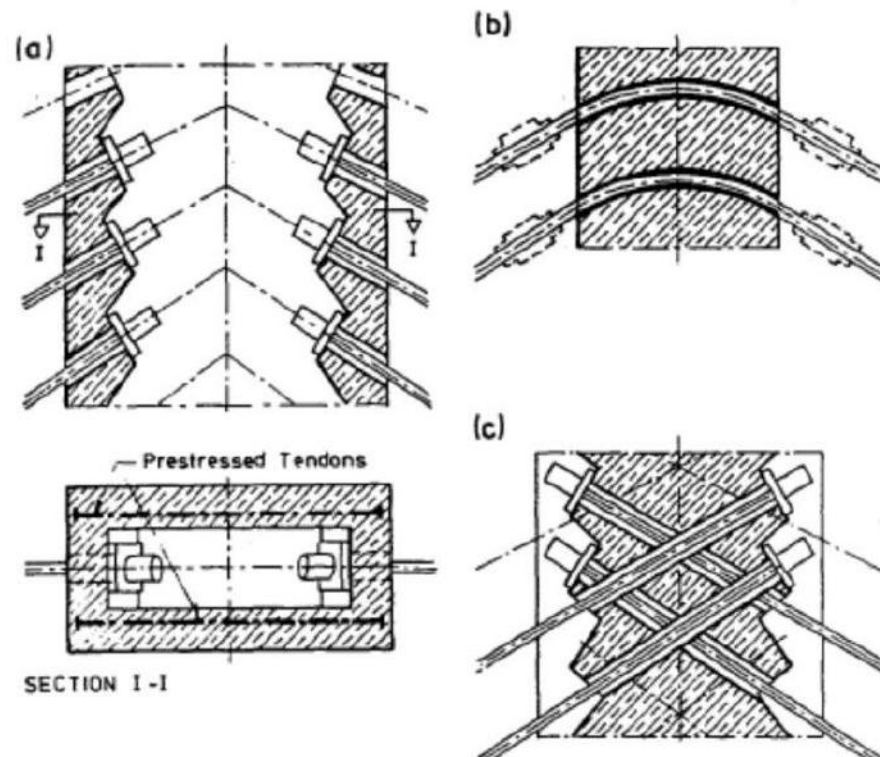 (a)
(b)
I
I
Prestressed Tendons
SECTION I-I
(c)